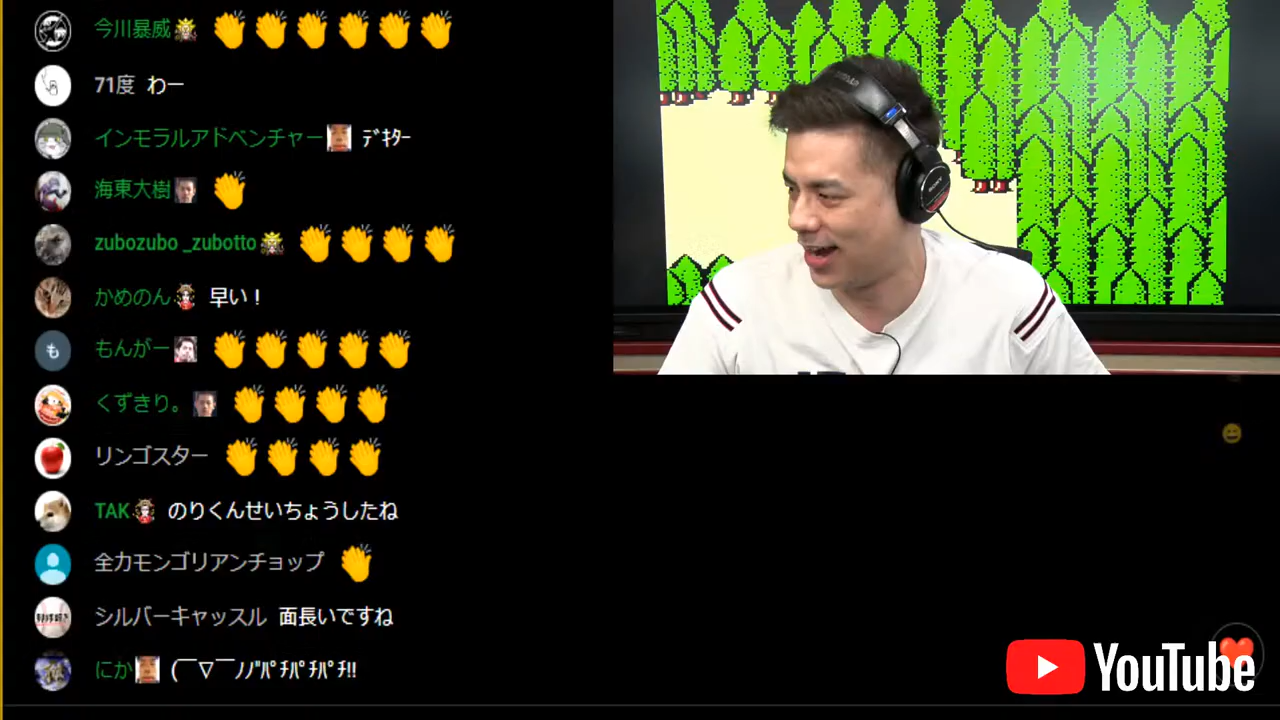 今川暴威 👏👏👏👏👏👏
71度 わー
インモラルアドベンチャー ﾃﾞｷﾀｰ
海東大樹 👏
zubozubo _zubotto 👏👏👏👏
かめのん 早い！
も もんがー 👏👏👏👏👏
くずきり。 👏👏👏👏
リンゴスター 👏👏👏👏
TAK のりくんせいちょうしたね
全力モンゴリアンチョップ 👏
シルバーキャッスル 面長いですね
にか (￣∇￣ﾉﾉ"ﾊﾟﾁﾊﾟﾁﾊﾟﾁ!!
SONY
YouTube